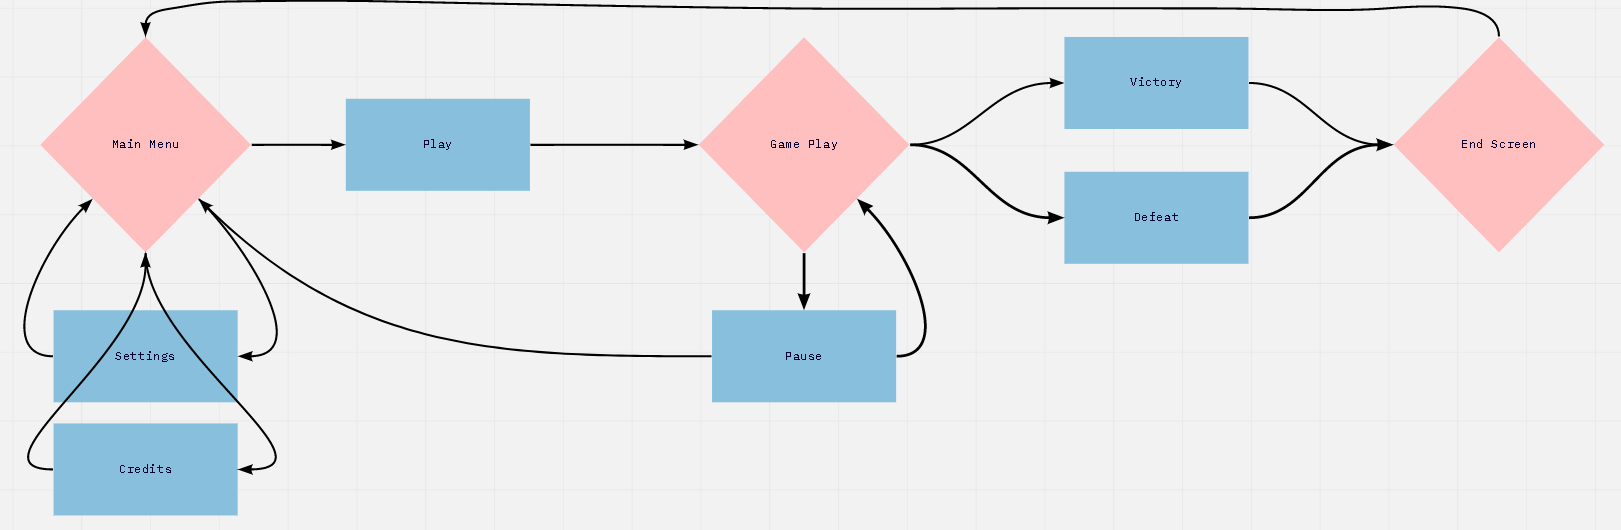 Main Menu
Play
Game Play
Victory
Defeat
End Screen
Settings
Pause
Credits